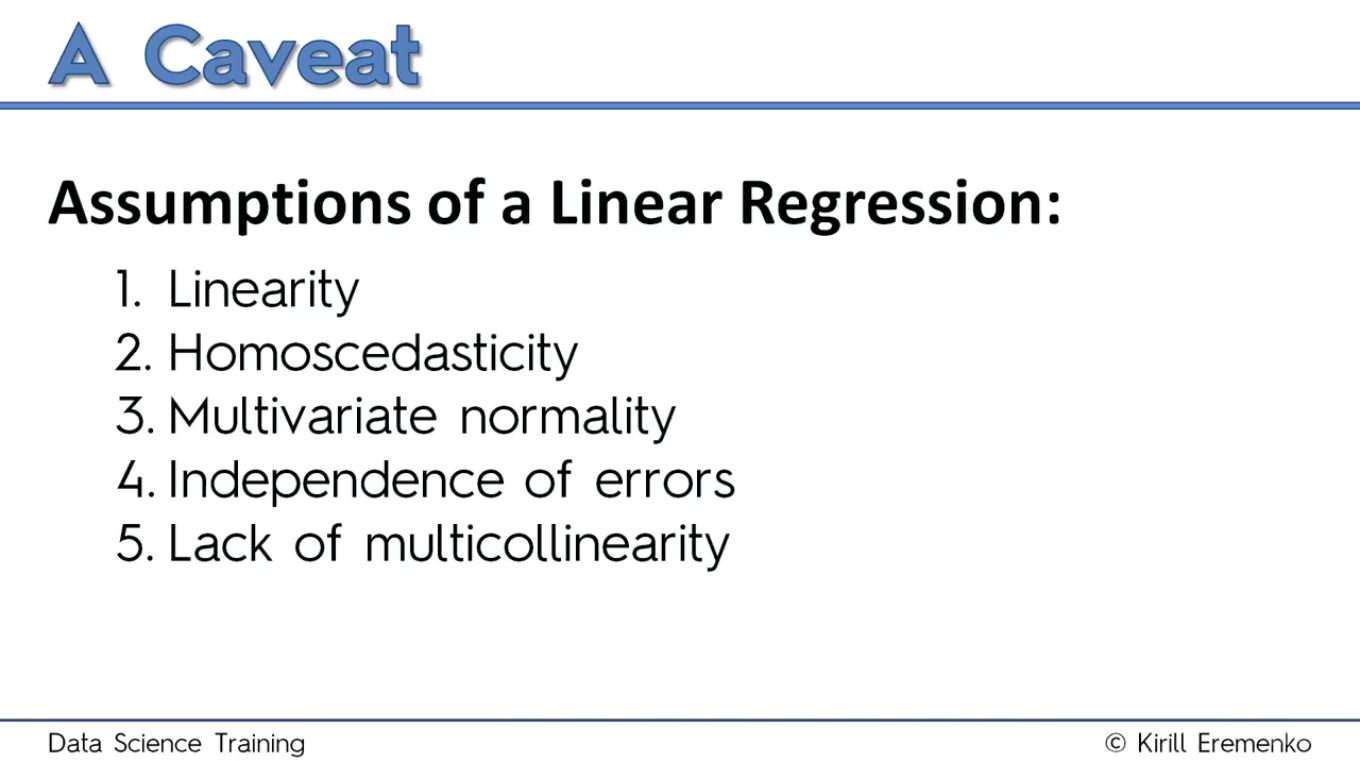 A Caveat
Assumptions of a Linear Regression:
1. Linearity
2. Homoscedasticity
3. Multivariate normality
4. Independence of errors
5. Lack of multicollinearity
Data Science Training
© Kirill Eremenko